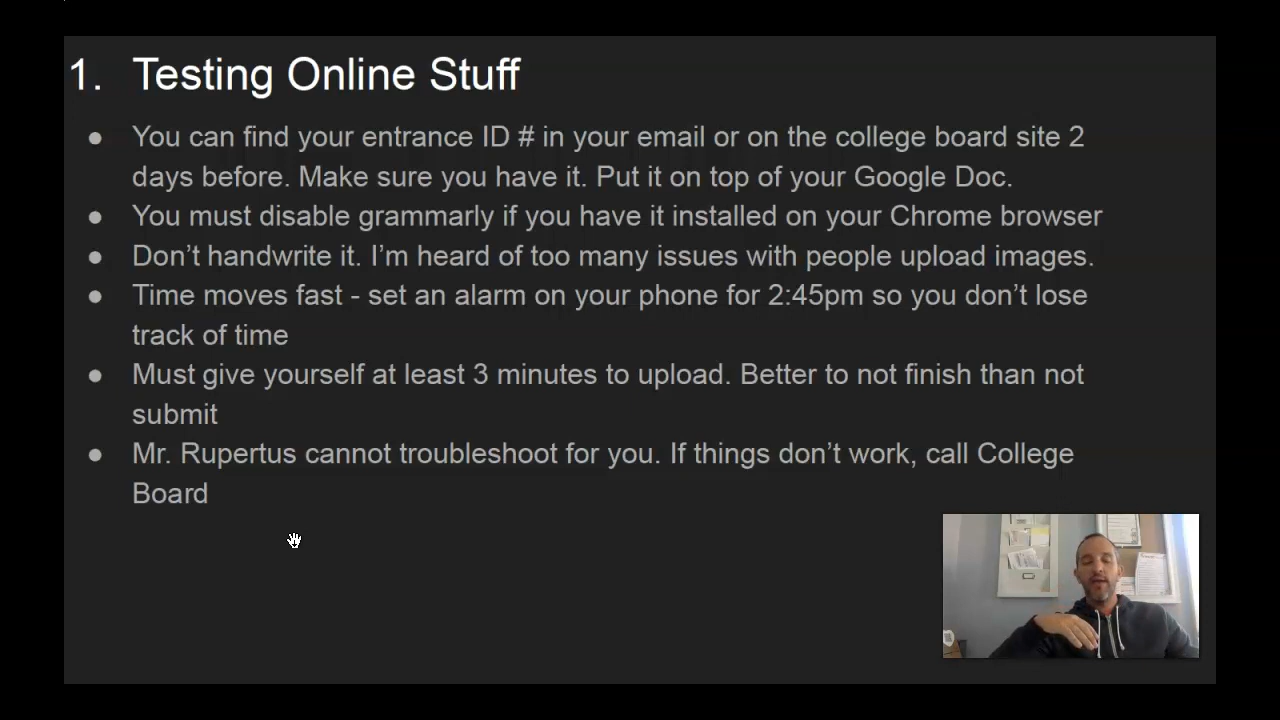 1. Testing Online Stuff
● You can find your entrance ID # in your email or on the college board site 2
days before. Make sure you have it. Put it on top of your Google Doc.
● You must disable grammarly if you have it installed on your Chrome browser
● Don’t handwrite it. I’m heard of too many issues with people upload images.
● Time moves fast - set an alarm on your phone for 2:45pm so you don’t lose
track of time
● Must give yourself at least 3 minutes to upload. Better to not finish than not
submit
● Mr. Rupertus cannot troubleshoot for you. If things don’t work, call College
Board